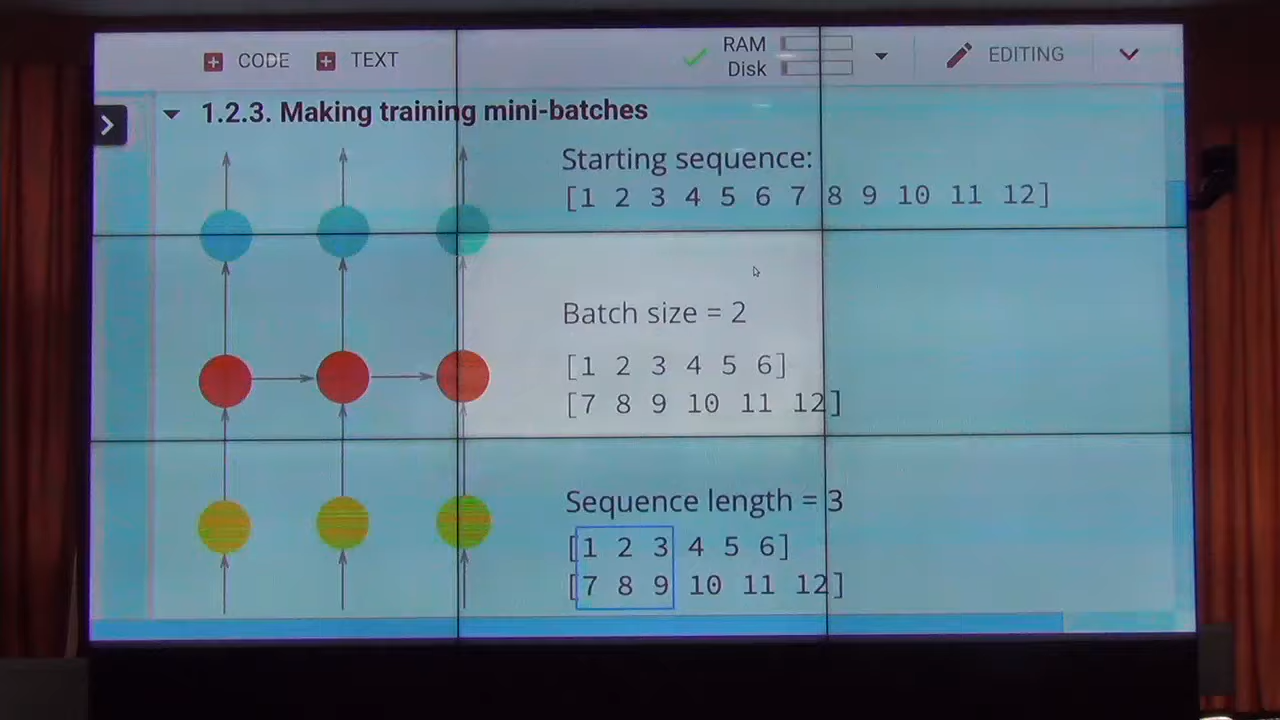 CODE TEXT RAM EDITING
Disk
1.2.3. Making training mini-batches
Starting sequence:
[1 2 3 4 5 6 7 8 9 10 11 12]
Batch size = 2
[1 2 3 4 5 6]
[7 8 9 10 11 12]
Sequence length = 3
[1 2 3 4 5 6]
[7 8 9 10 11 12]